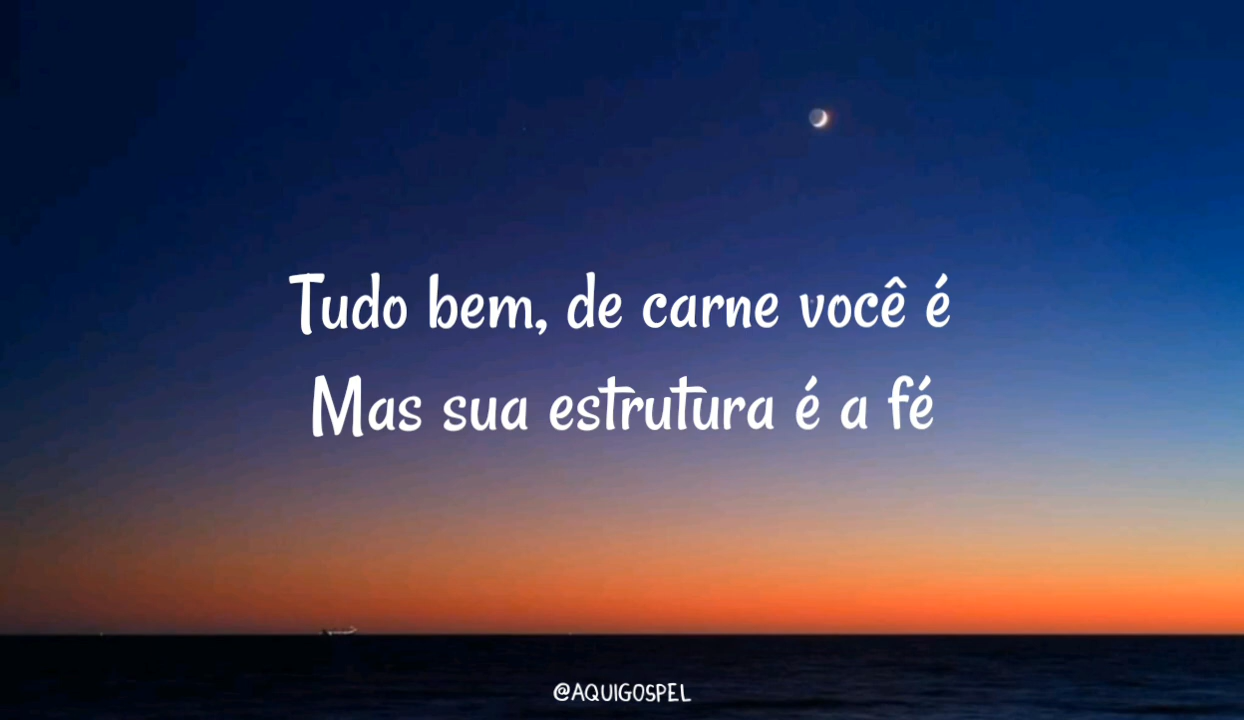 Tudo bem, de carne você é
Mas sua estrutura é a fé
@AQUIGOSPEL